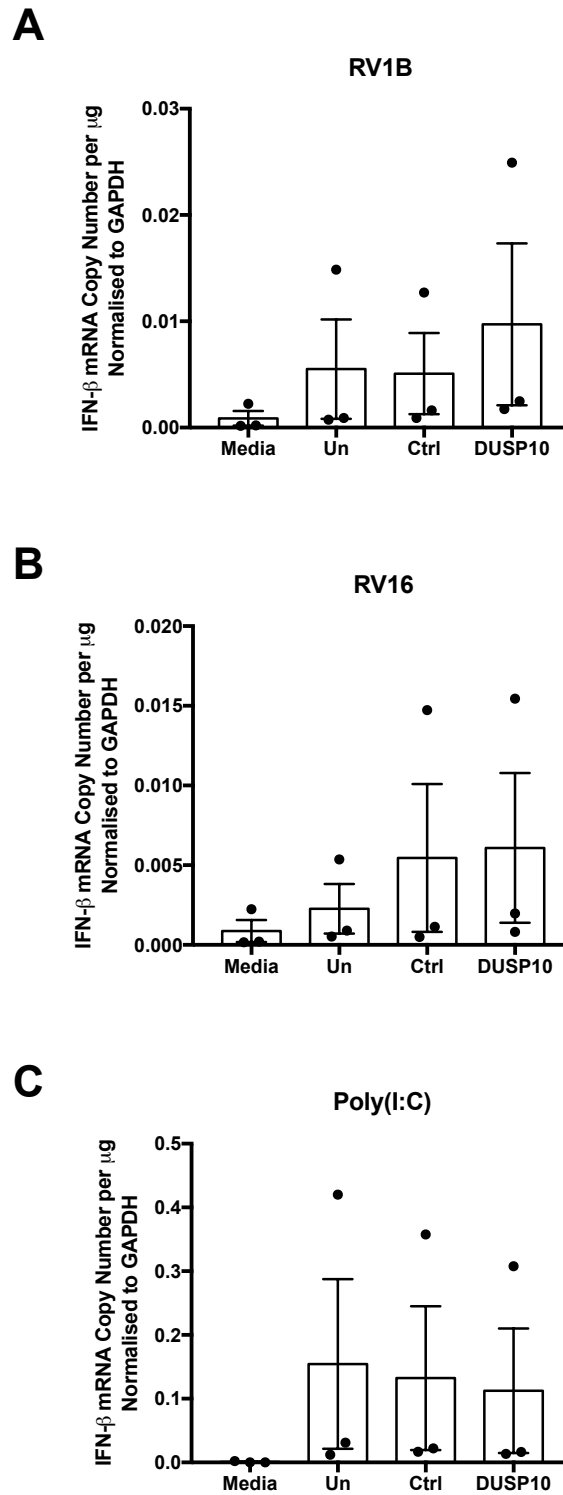 A
RV1B
IFN-β mRNA Copy Number per μg
Normalised to GAPDH
0.03
0.02
0.01
0.00
Media Un Ctrl DUSP10
B
RV16
IFN-β mRNA Copy Number per μg
Normalised to GAPDH
0.020
0.015
0.010
0.005
0.000
Media Un Ctrl DUSP10
C
Poly(I:C)
IFN-β mRNA Copy Number per μg
Normalised to GAPDH
0.5
0.4
0.3
0.2
0.1
0.0
Media Un Ctrl DUSP10